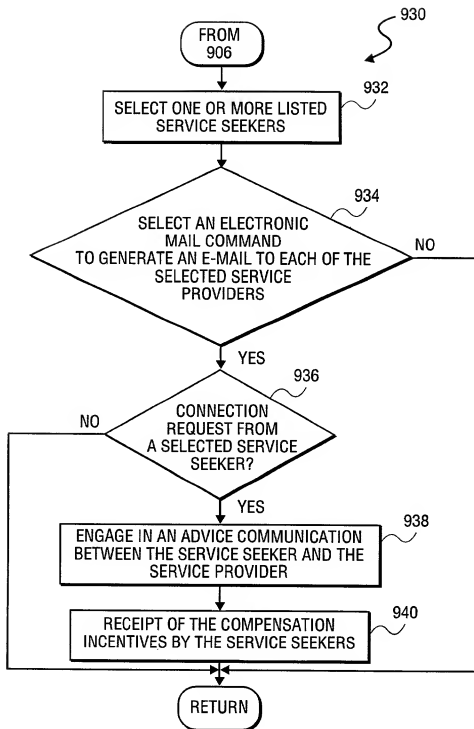 FROM
906
930
SELECT ONE OR MORE LISTED
SERVICE SEEKERS
932
SELECT AN ELECTRONIC
MAIL COMMAND
TO GENERATE AN E-MAIL TO EACH OF THE
SELECTED SERVICE
PROVIDERS
934
NO
YES
CONNECTION
REQUEST FROM
A SELECTED SERVICE
SEEKER?
936
NO
YES
ENGAGE IN AN ADVICE COMMUNICATION
BETWEEN THE SERVICE SEEKER AND THE
SERVICE PROVIDER
938
RECEIPT OF THE COMPENSATION
INCENTIVES BY THE SERVICE SEEKERS
940
RETURN